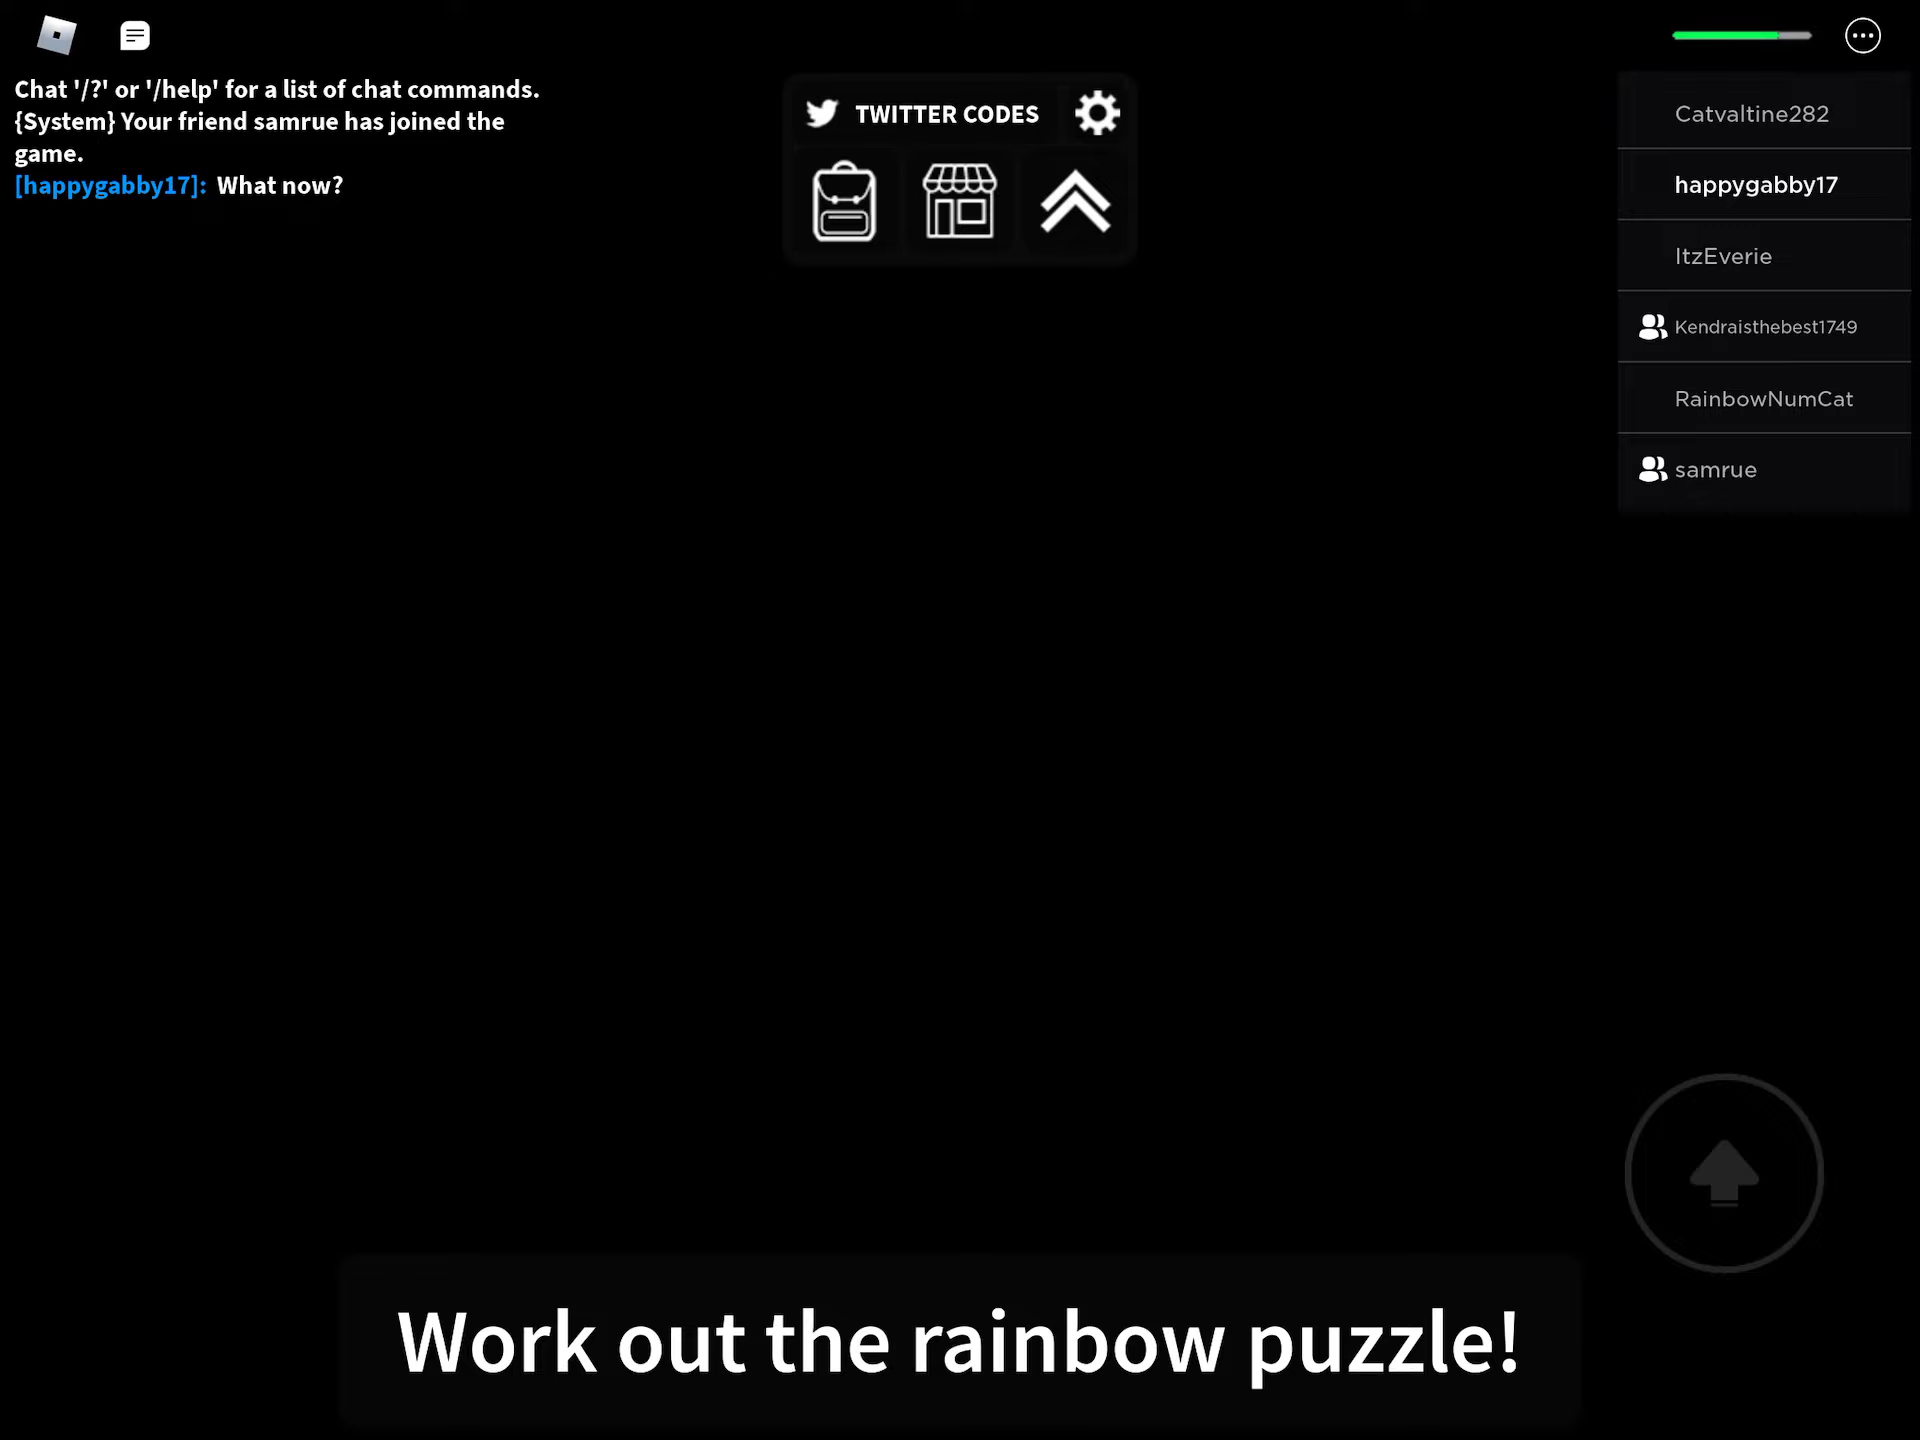 Chat '/?' or '/help' for a list of chat commands.
{System} Your friend samrue has joined the
game.
[happygabby17]: What now?
TWITTER CODES
Catvaltine282
happygabby17
ItzEverie
Kendraisthebest1749
RainbowNumCat
samrue
Work out the rainbow puzzle!